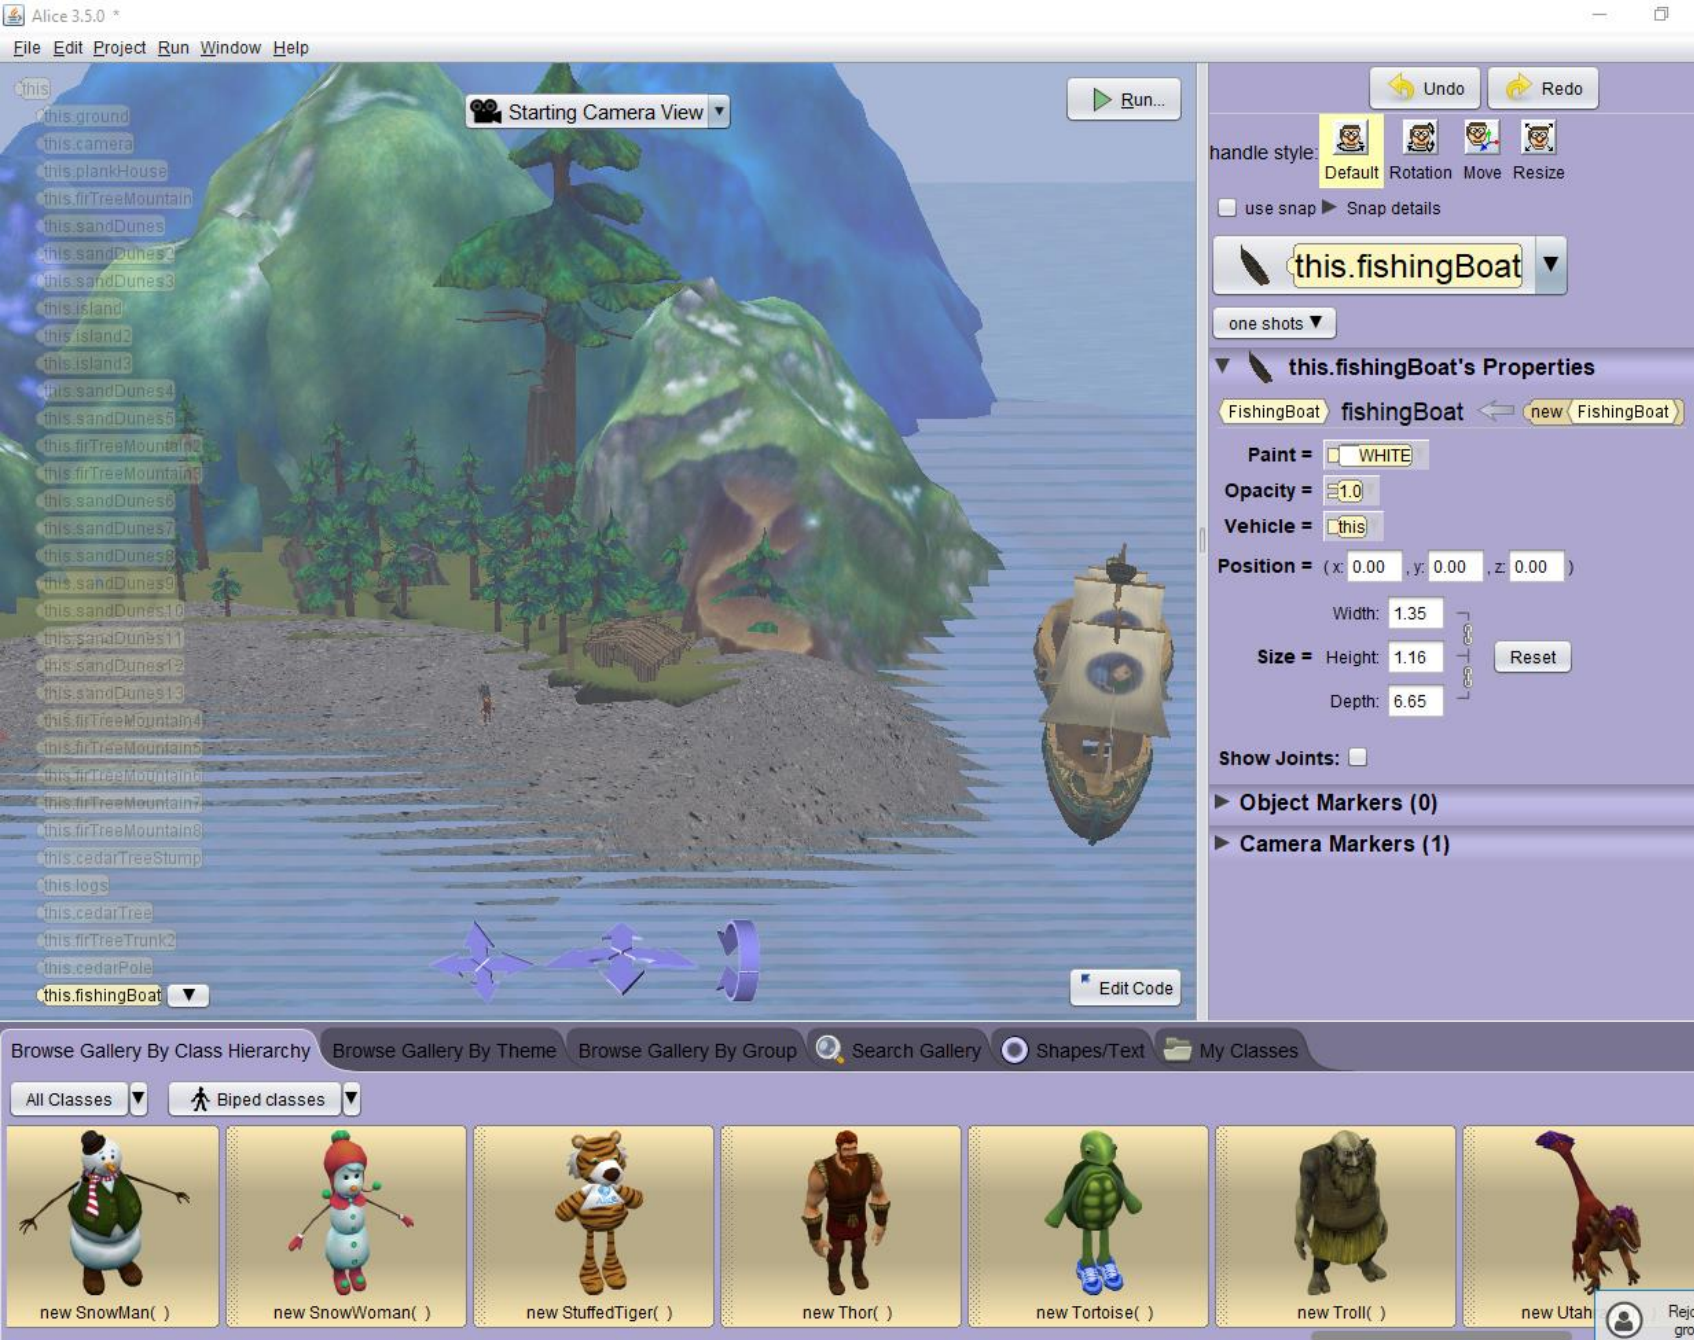 Alice 3.5.0 *
File Edit Project Run Window Help
this
this.ground
this.camera
this.plankHouse
this.firTreeMountain
this.sandDunes
this.sandDunes2
this.sandDunes3
this.island
this.island2
this.island3
this.sandDunes4
this.sandDunes5
this.firTreeMountain2
this.firTreeMountain3
this.sandDunes6
this.sandDunes7
this.sandDunes8
this.sandDunes9
this.sandDunes10
this.sandDunes11
this.sandDunes12
this.sandDunes13
this.firTreeMountain4
this.firTreeMountain5
this.firTreeMountain6
this.firTreeMountain7
this.firTreeMountain8
this.cedarTreeStump
this.logs
this.cedarTree
this.firTreeTrunk2
this.cedarPole
this.fishingBoat
Starting Camera View
Run...
Edit Code
Undo Redo
handle style:
Default Rotation Move Resize
use snap Snap details
this.fishingBoat
one shots
this.fishingBoat's Properties
FishingBoat fishingBoat new FishingBoat
Paint = WHITE
Opacity = 1.0
Vehicle = this
Position = ( x: 0.00 , y: 0.00 , z: 0.00 )
Width: 1.35
Size = Height: 1.16 Reset
Depth: 6.65
Show Joints:
Object Markers (0)
Camera Markers (1)
Browse Gallery By Class Hierarchy Browse Gallery By Theme Browse Gallery By Group Search Gallery Shapes/Text My Classes
All Classes Biped classes
new SnowMan( ) new SnowWoman( ) new StuffedTiger( ) new Thor( ) new Tortoise( ) new Troll( ) new Utah